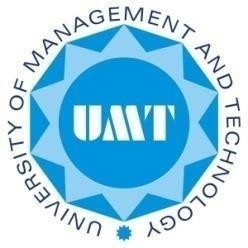 UNIVERSITY OF MANAGEMENT AND TECHNOLOGY
UMT